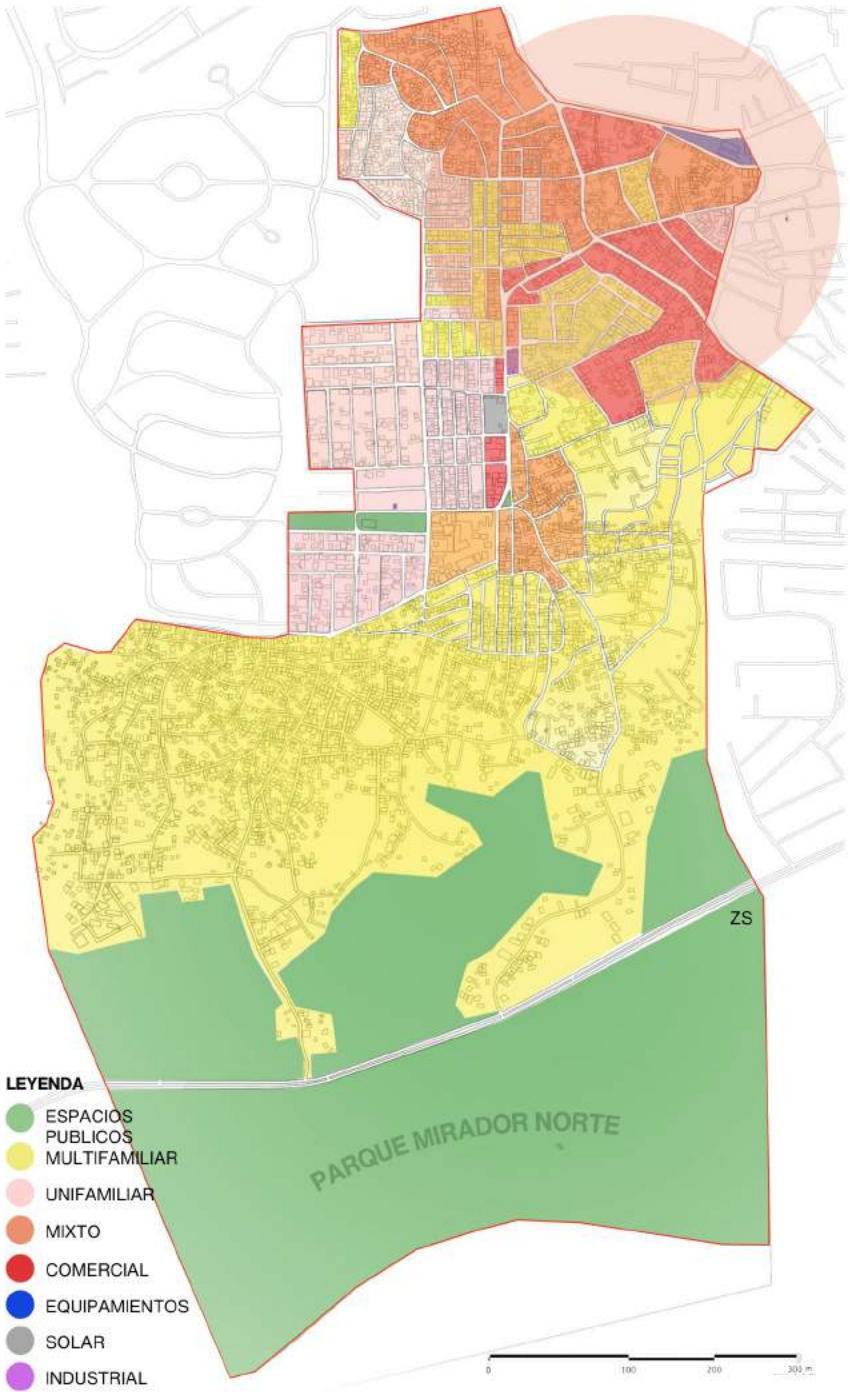 ZS
PARQUE MIRADOR NORTE
LEYENDA
ESPACIOS
PUBLICOS
MULTIFAMILIAR
UNIFAMILIAR
MIXTO
COMERCIAL
EQUIPAMIENTOS
SOLAR
INDUSTRIAL
0 100 200 300 m